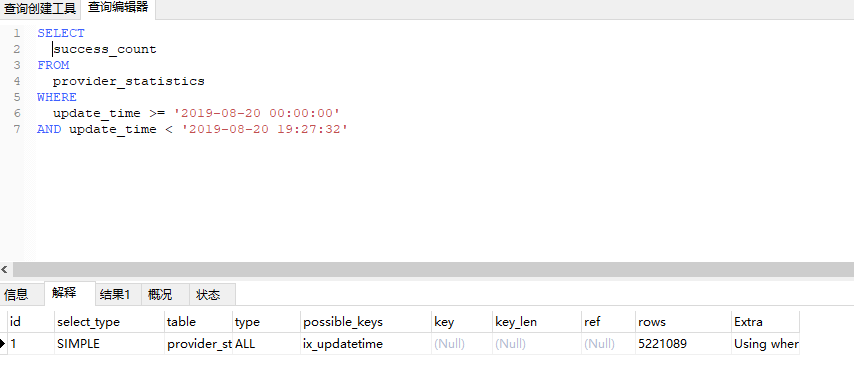 查询创建工具 查询编辑器
1 SELECT
2 success_count
3 FROM
4 provider_statistics
5 WHERE
6 update_time >= '2019-08-20 00:00:00'
7 AND update_time < '2019-08-20 19:27:32'
信息 解释 结果1 概况 状态
id select_type table type possible_keys key key_len ref rows Extra
1 SIMPLE provider_st ALL ix_updatetime (Null) (Null) (Null) 5221089 Using wher